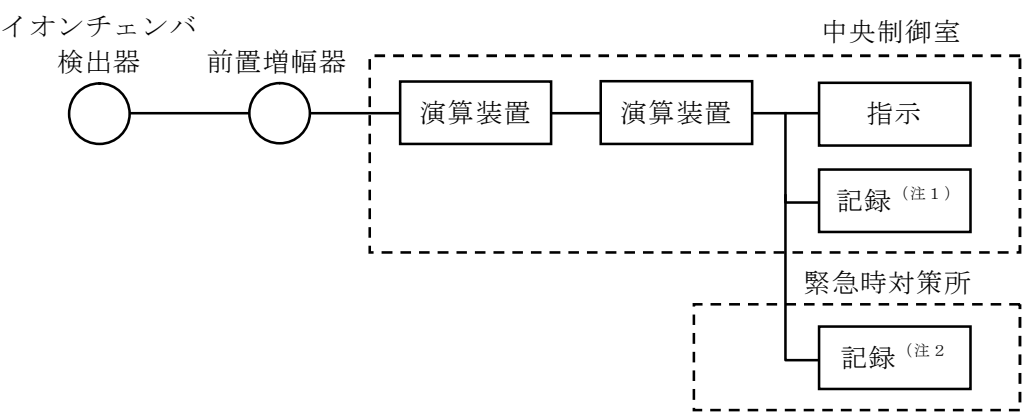 イオンチェンバ
検出器
前置増幅器
中央制御室
演算装置
演算装置
指示
記録(注1)
緊急時対策所
記録(注2